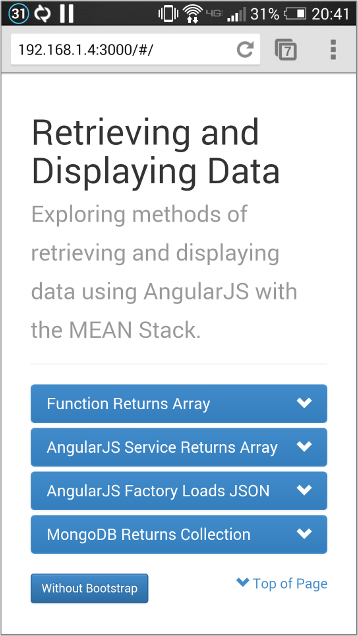 31 4G 31% 20:41
192.168.1.4:3000/#/ 7
Retrieving and
Displaying Data
Exploring methods of
retrieving and displaying
data using AngularJS with
the MEAN Stack.
Function Returns Array
AngularJS Service Returns Array
AngularJS Factory Loads JSON
MongoDB Returns Collection
Without Bootstrap Top of Page